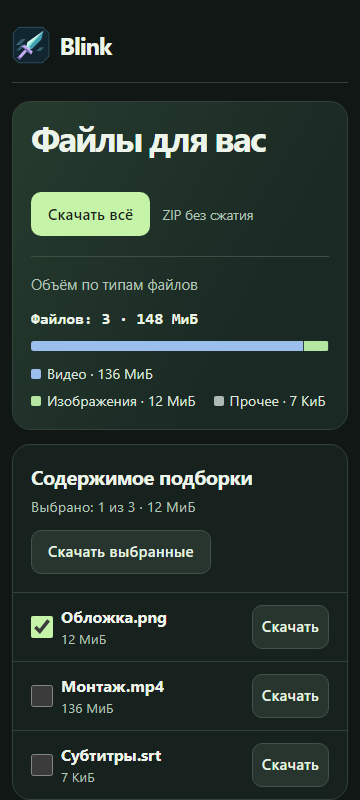 Blink
Файлы для вас
Скачать всё
ZIP без сжатия
Объём по типам файлов
Файлов: 3 · 148 МиБ
Видео · 136 МиБ
Изображения · 12 МиБ
Прочее · 7 КиБ
Содержимое подборки
Выбрано: 1 из 3 · 12 МиБ
Скачать выбранные
Обложка.png
12 МиБ
Скачать
Монтаж.mp4
136 МиБ
Скачать
Субтитры.srt
7 КиБ
Скачать